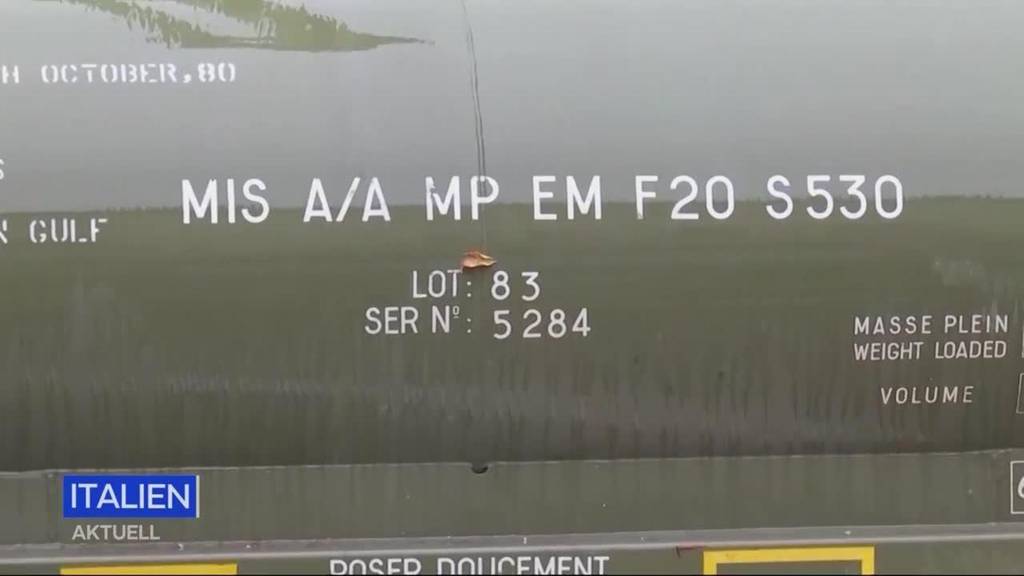 H OCTOBER,80
MIS A/A MP EM F20 S530
GULF
LOT: 83
SER Nº: 5284
MASSE PLEIN
WEIGHT LOADED
VOLUME
ITALIEN
AKTUELL
POSER DOUCEMENT